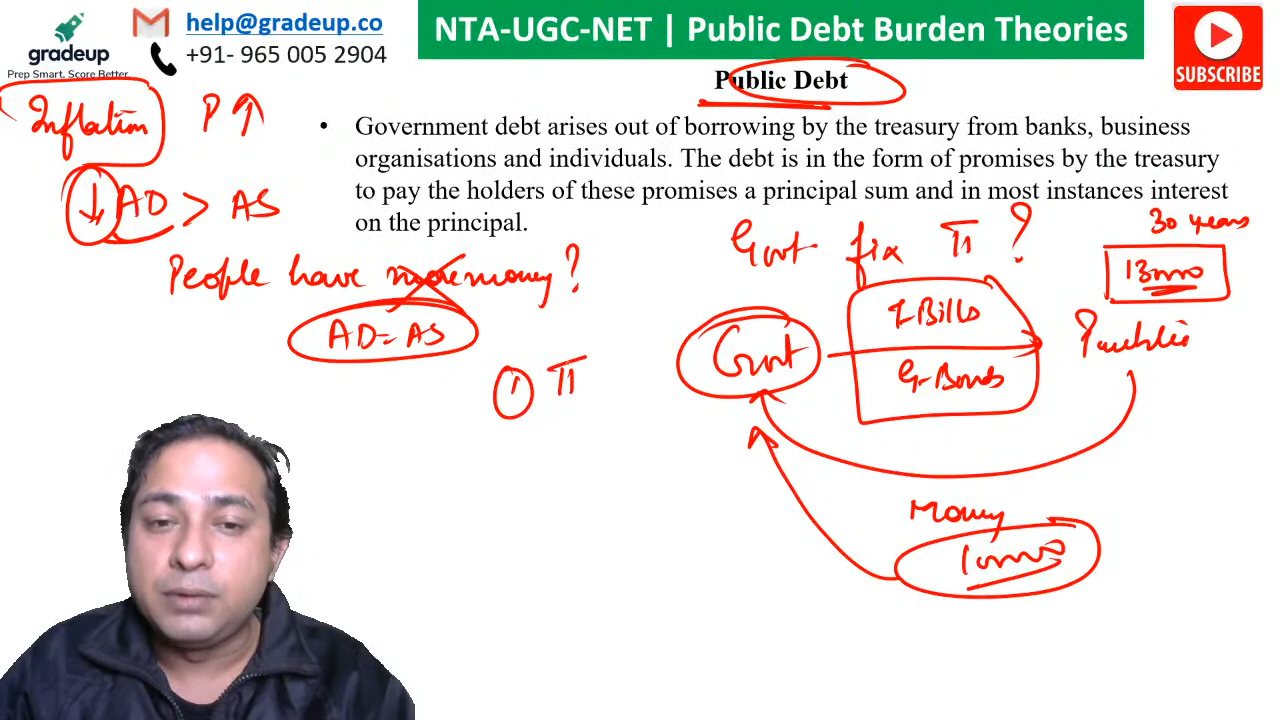 gradeup
Prep Smart. Score Better.
help@gradeup.co
+91- 965 005 2904
NTA-UGC-NET | Public Debt Burden Theories
SUBSCRIBE
Public Debt
• Government debt arises out of borrowing by the treasury from banks, business
organisations and individuals. The debt is in the form of promises by the treasury
to pay the holders of these promises a principal sum and in most instances interest
on the principal.
Inflation P ↑
↓ AD > AS
People have more money?
AD = AS
① π
Govt fix π ?
30 years
Govt
T-Bills
G-Bonds
Public
Money